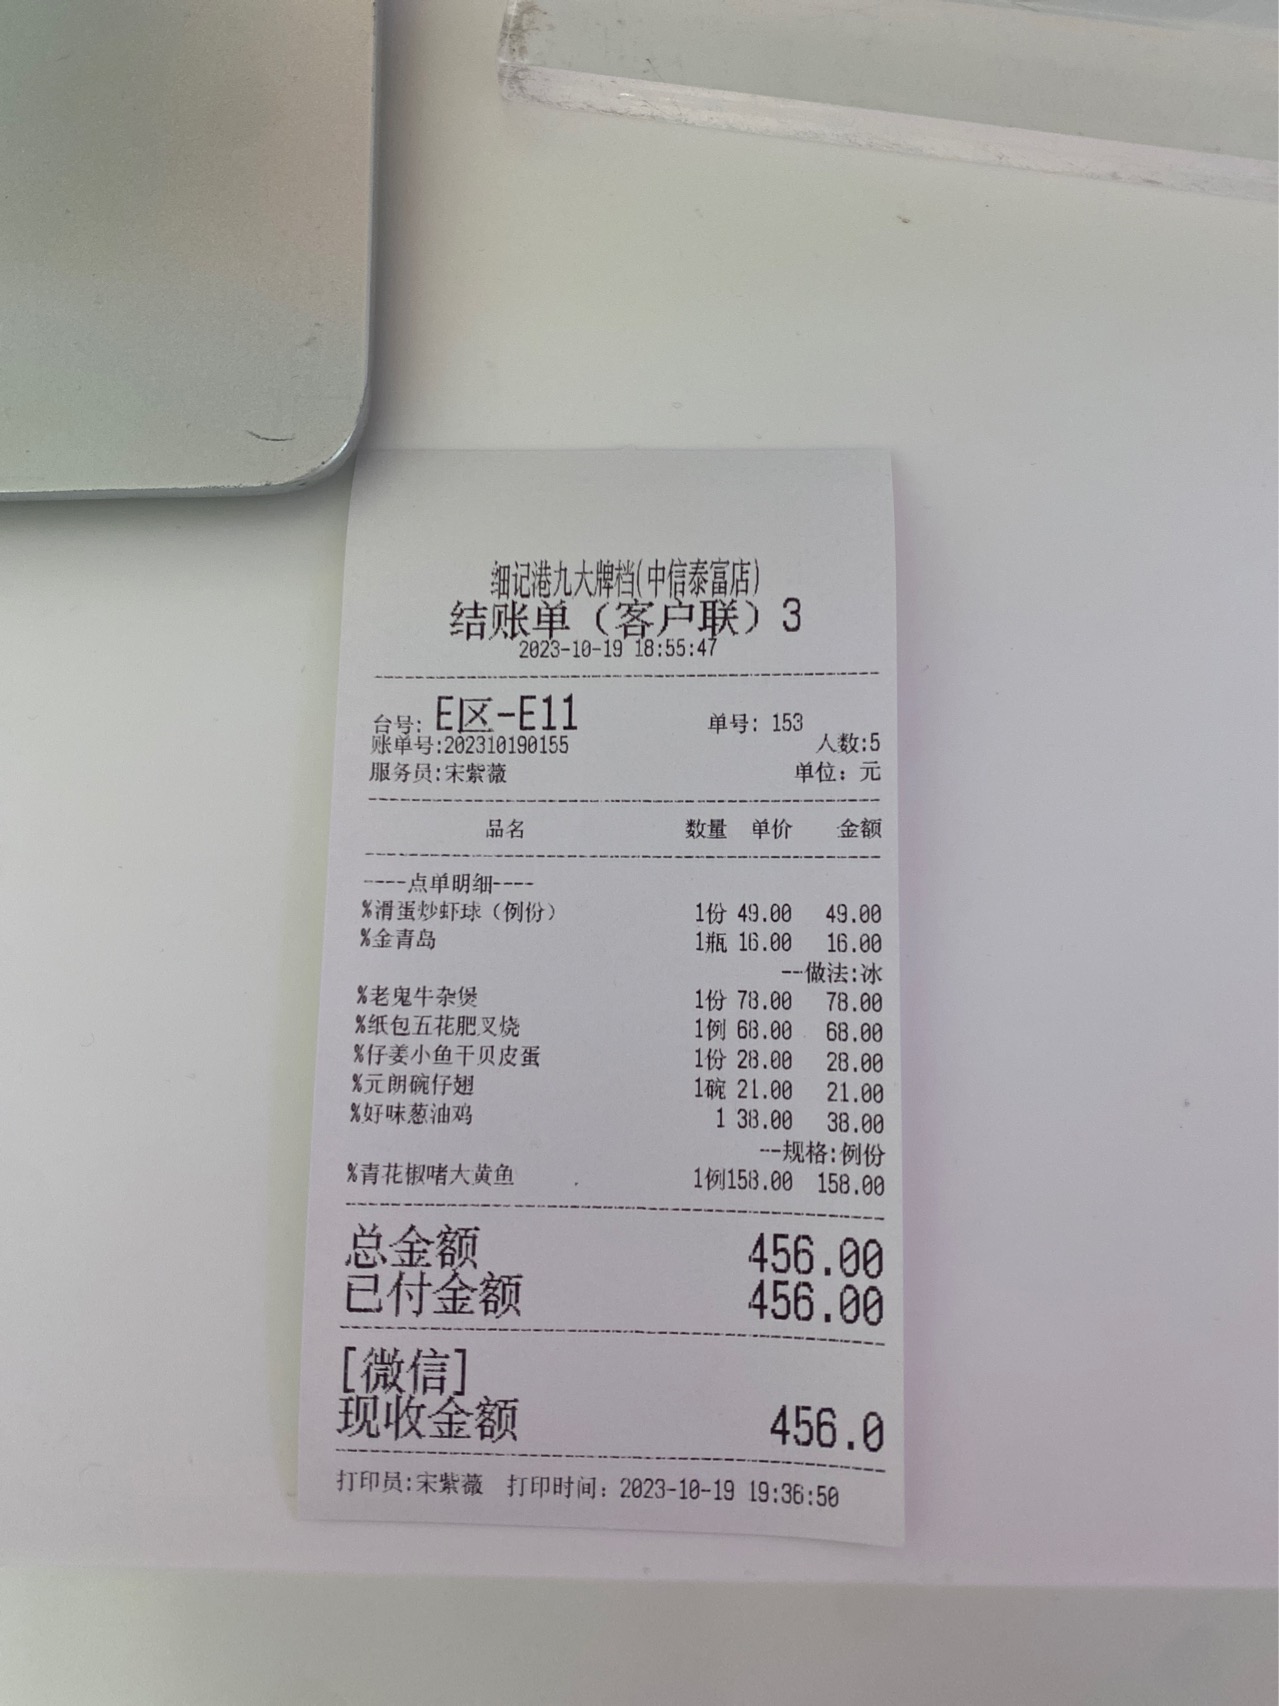 细记港九大牌档(中信泰富店)
结账单（客户联）3
2023-10-19 18:55:47
台号: E区-E11 单号: 153
账单号:202310190155 人数:5
服务员:宋紫薇 单位：元
品名 数量 单价 金额
----点单明细----
%滑蛋炒虾球（例份） 1份 49.00 49.00
%金青岛 1瓶 16.00 16.00
--做法:冰
%老鬼牛杂煲 1份 78.00 78.00
%纸包五花肥叉烧 1例 68.00 68.00
%仔姜小鱼干贝皮蛋 1份 28.00 28.00
%元朗碗仔翅 1碗 21.00 21.00
%好味葱油鸡 1 38.00 38.00
--规格:例份
%青花椒啫大黄鱼 1例158.00 158.00
总金额 456.00
已付金额 456.00
[微信]
现收金额 456.0
打印员:宋紫薇 打印时间：2023-10-19 19:36:50